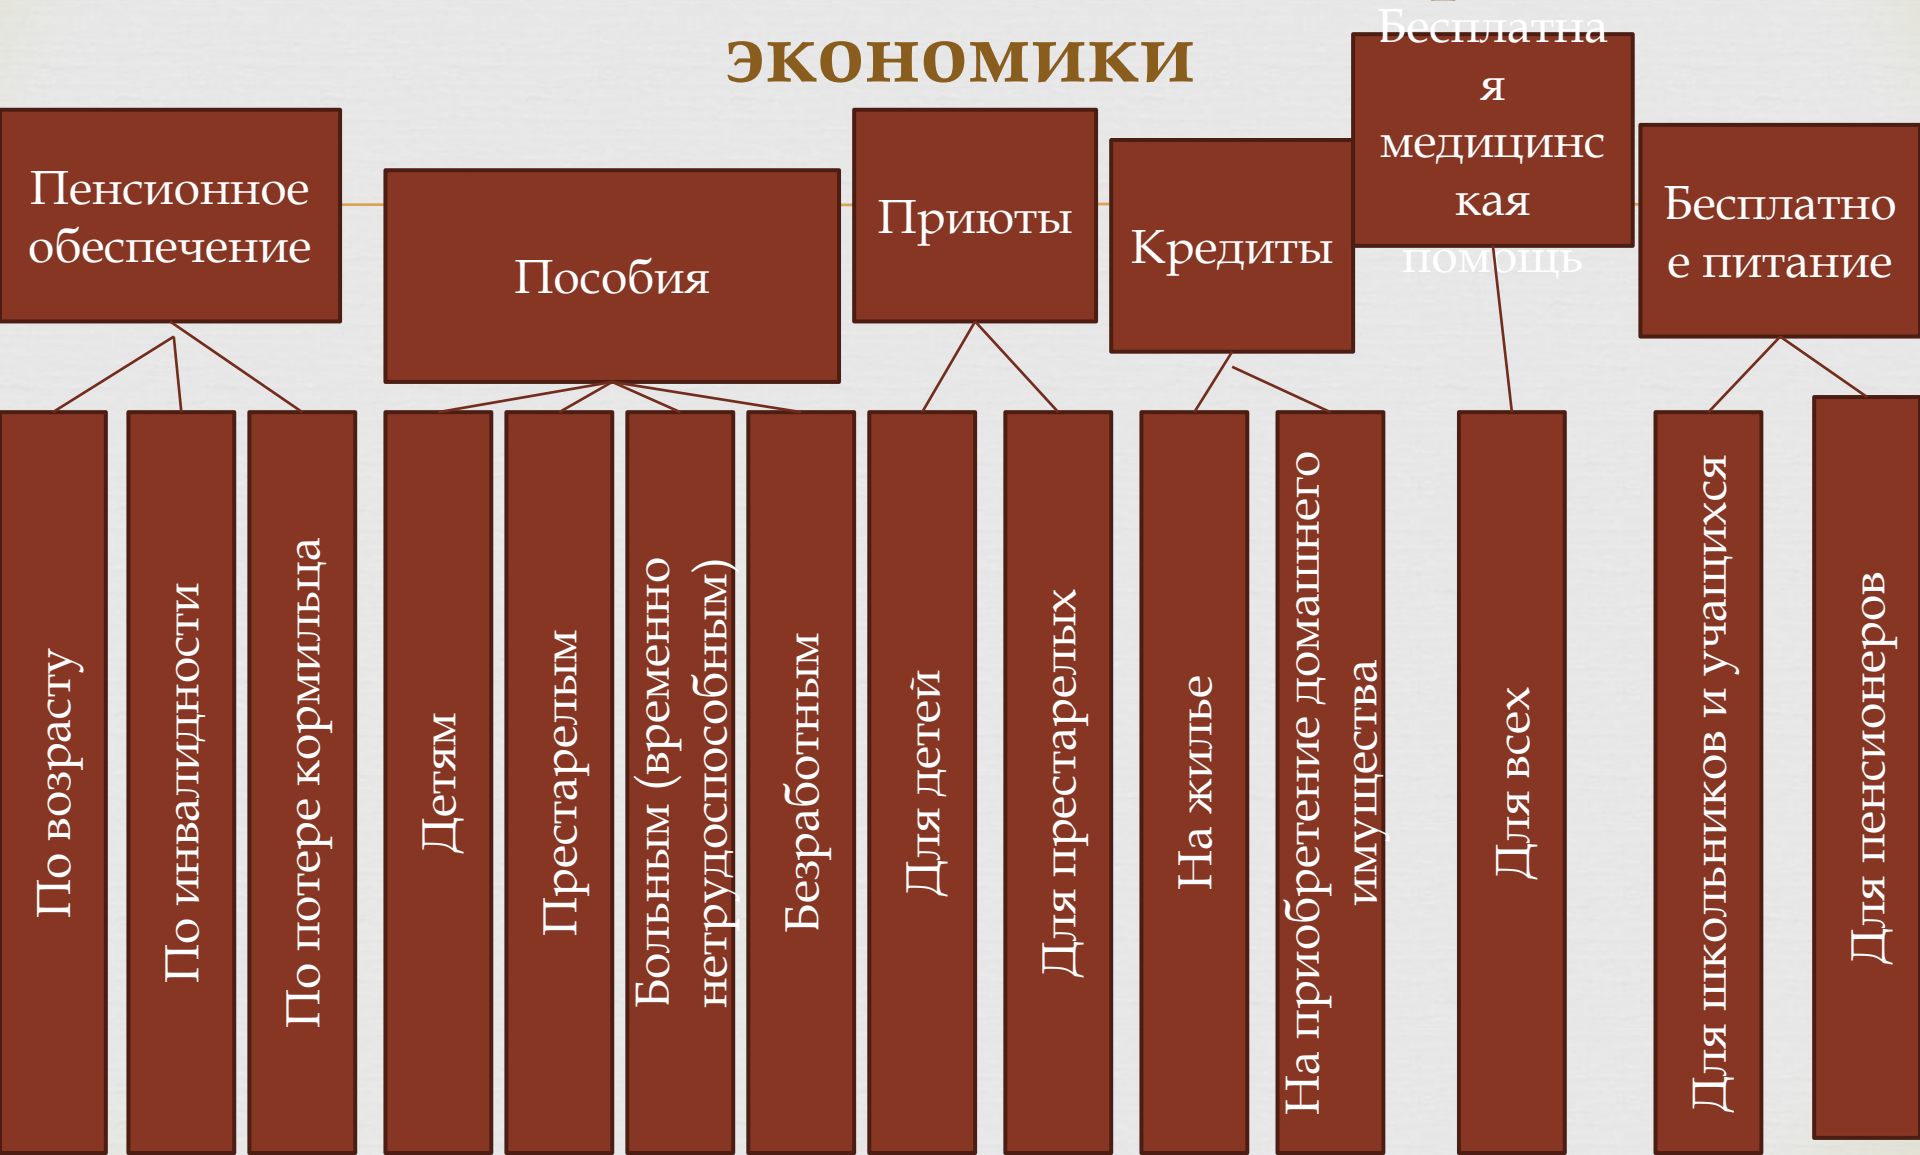 экономики
Пенсионное
обеспечение
Пособия
Приюты
Кредиты
Бесплатна
я
медицинс
кая
помощь
Бесплатно
е питание
По возрасту
По инвалидности
По потере кормильца
Детям
Престарелым
Больным (временно
нетрудоспособным)
Безработным
Для детей
Для престарелых
На жилье
На приобретение домашнего
имущества
Для всех
Для школьников и учащихся
Для пенсионеров